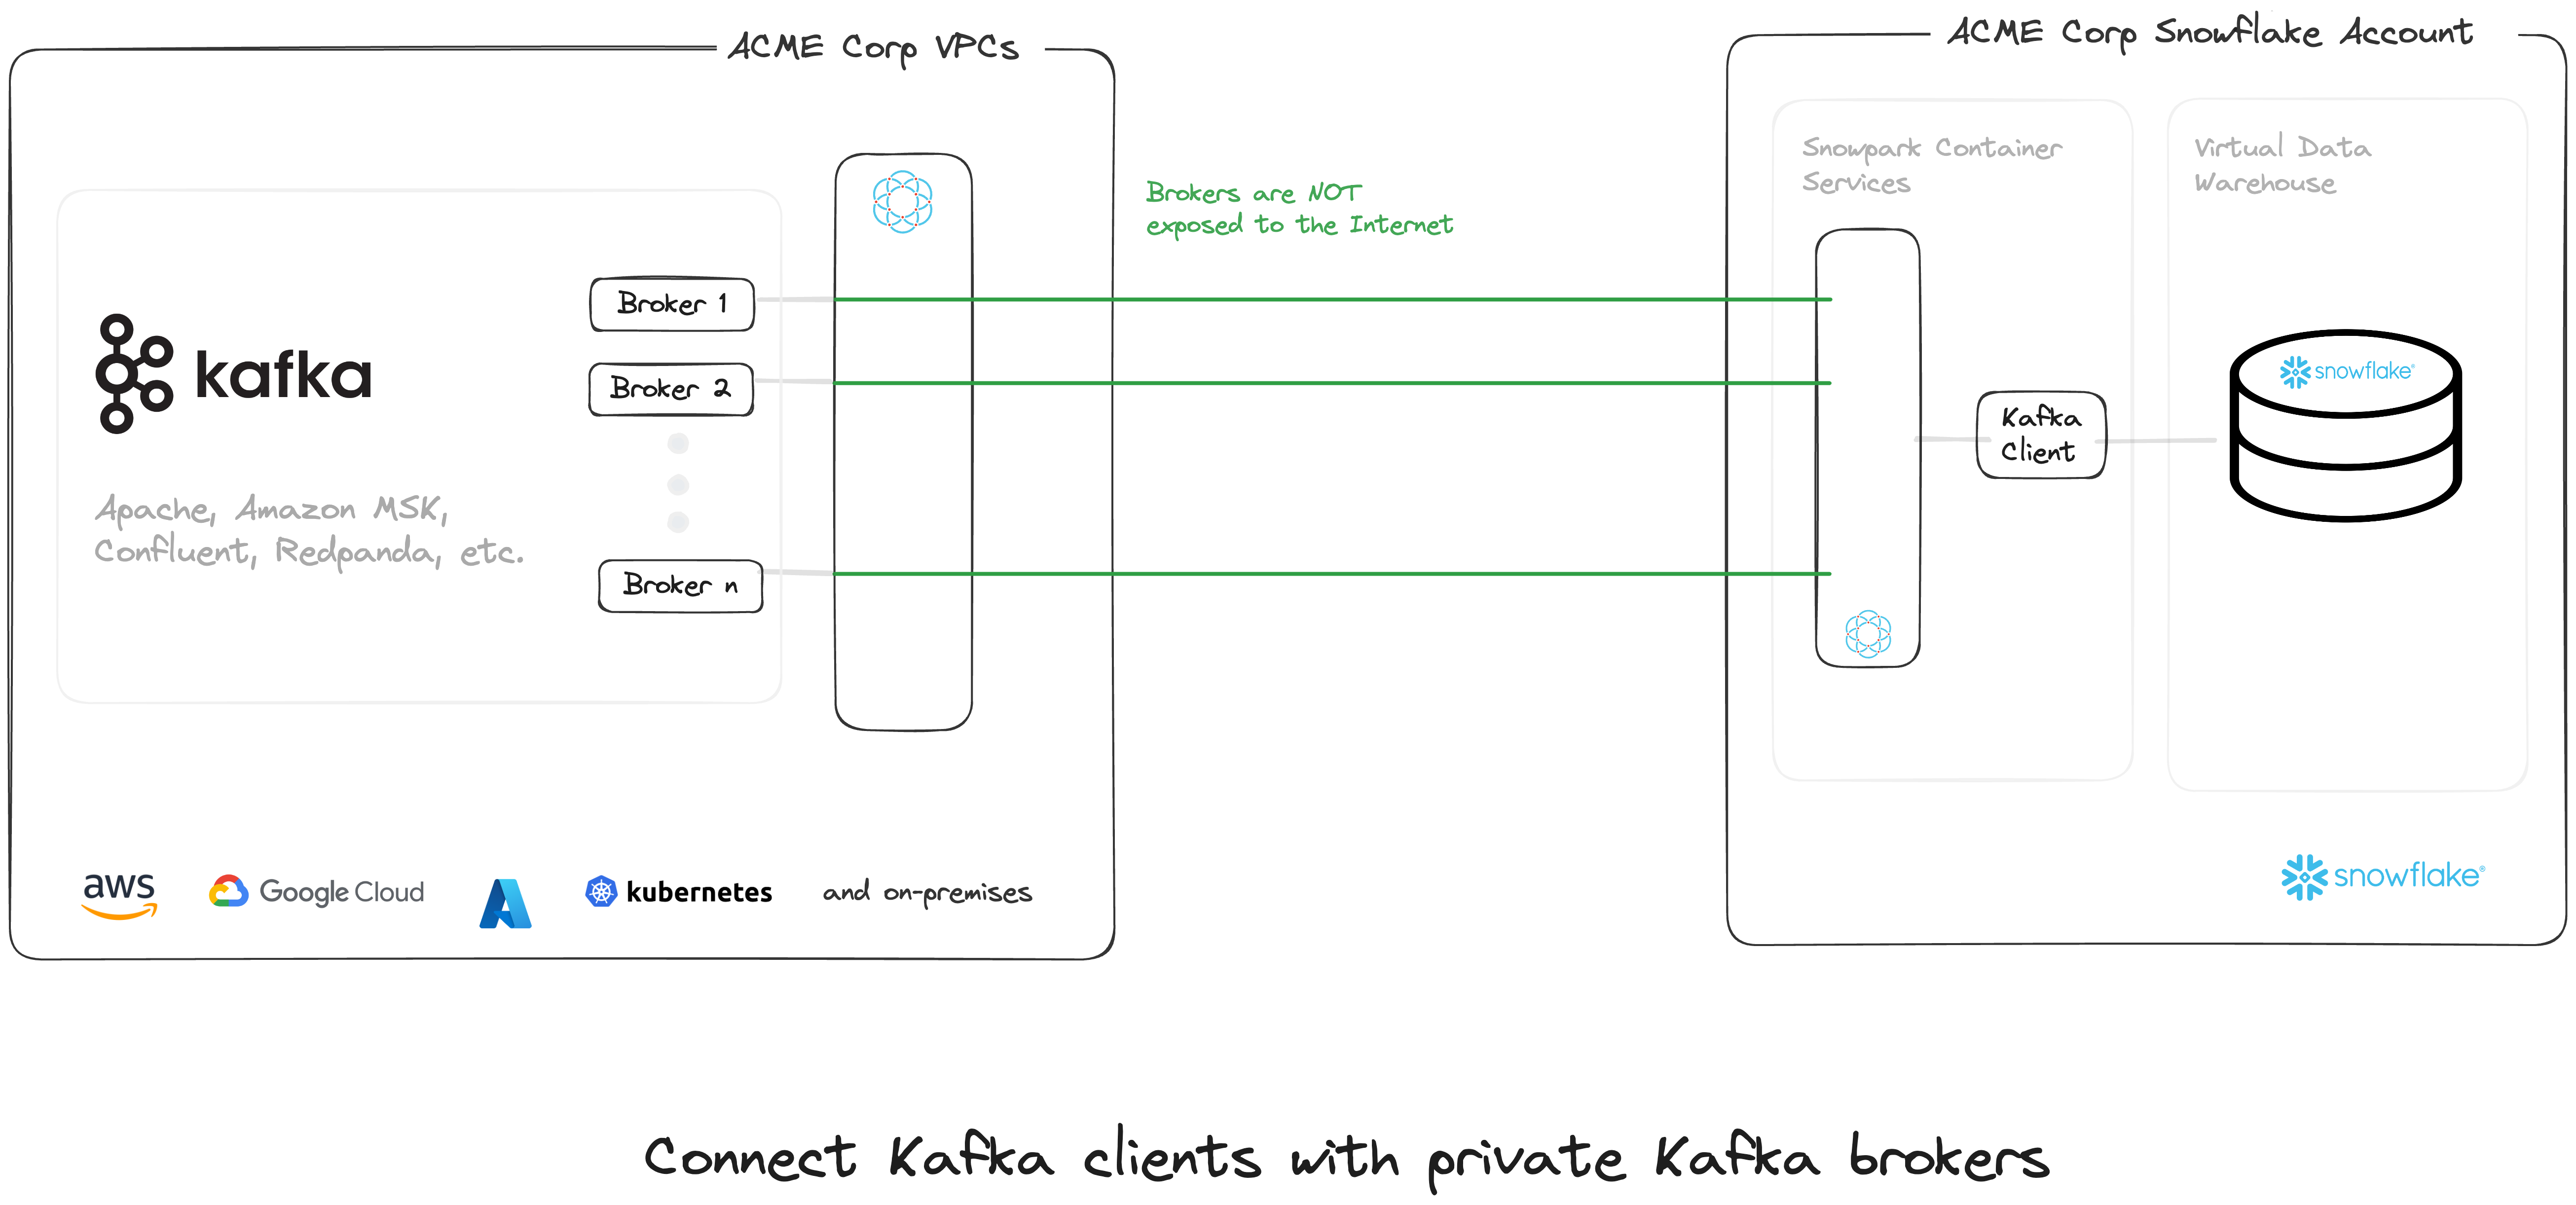 ACME Corp VPCs
kafka
Apache, Amazon MSK,
Confluent, Redpanda, etc.
Broker 1
Broker 2
Broker n
aws
Google Cloud
kubernetes
and on-premises
Brokers are NOT
exposed to the Internet
ACME Corp Snowflake Account
Snowpark Container
Services
Kafka
Client
Virtual Data
Warehouse
snowflake®
snowflake®
Connect Kafka clients with private Kafka brokers